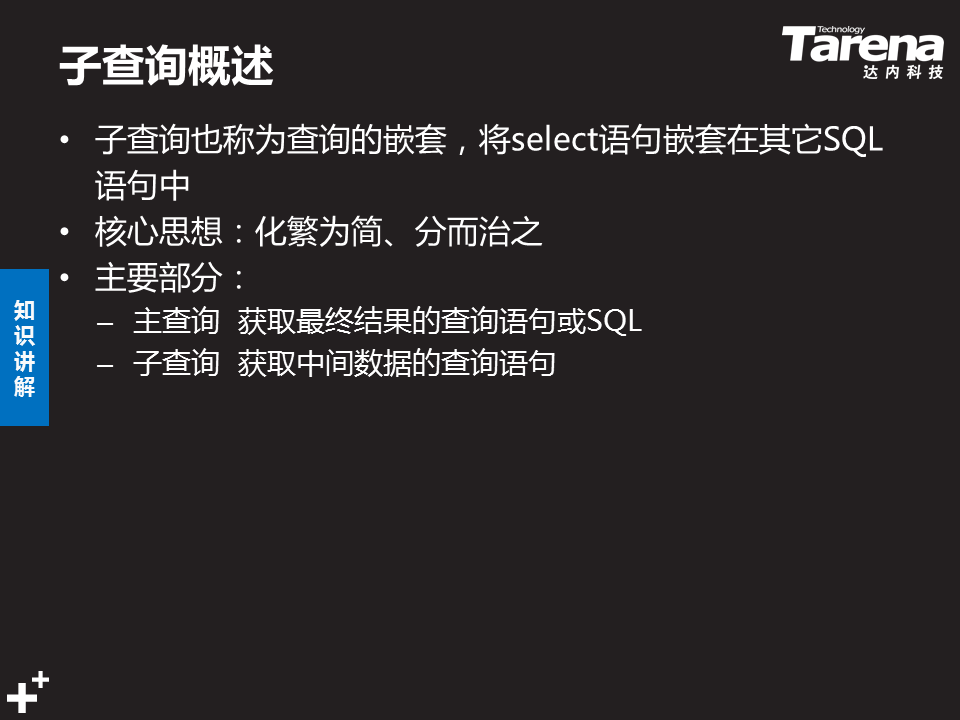 子查询概述
Technology
Tarena
达内科技
• 子查询也称为查询的嵌套，将select语句嵌套在其它SQL
语句中
• 核心思想：化繁为简、分而治之
• 主要部分：
– 主查询 获取最终结果的查询语句或SQL
– 子查询 获取中间数据的查询语句
知
识
讲
解